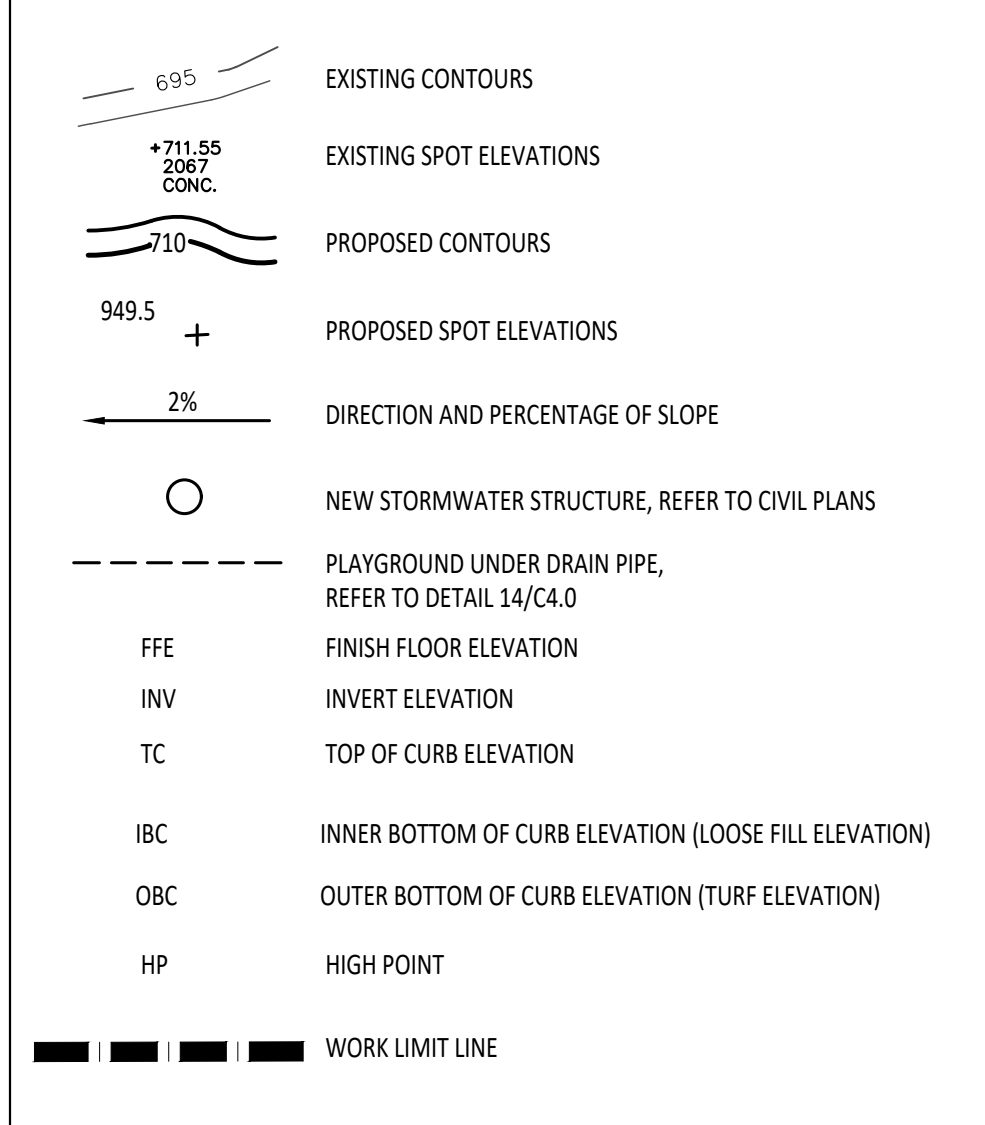 695 EXISTING CONTOURS
+711.55
2067
CONC.
EXISTING SPOT ELEVATIONS
710 PROPOSED CONTOURS
949.5
PROPOSED SPOT ELEVATIONS
2% DIRECTION AND PERCENTAGE OF SLOPE
NEW STORMWATER STRUCTURE, REFER TO CIVIL PLANS
PLAYGROUND UNDER DRAIN PIPE,
REFER TO DETAIL 14/C4.0
FFE FINISH FLOOR ELEVATION
INV INVERT ELEVATION
TC TOP OF CURB ELEVATION
IBC INNER BOTTOM OF CURB ELEVATION (LOOSE FILL ELEVATION)
OBC OUTER BOTTOM OF CURB ELEVATION (TURF ELEVATION)
HP HIGH POINT
WORK LIMIT LINE